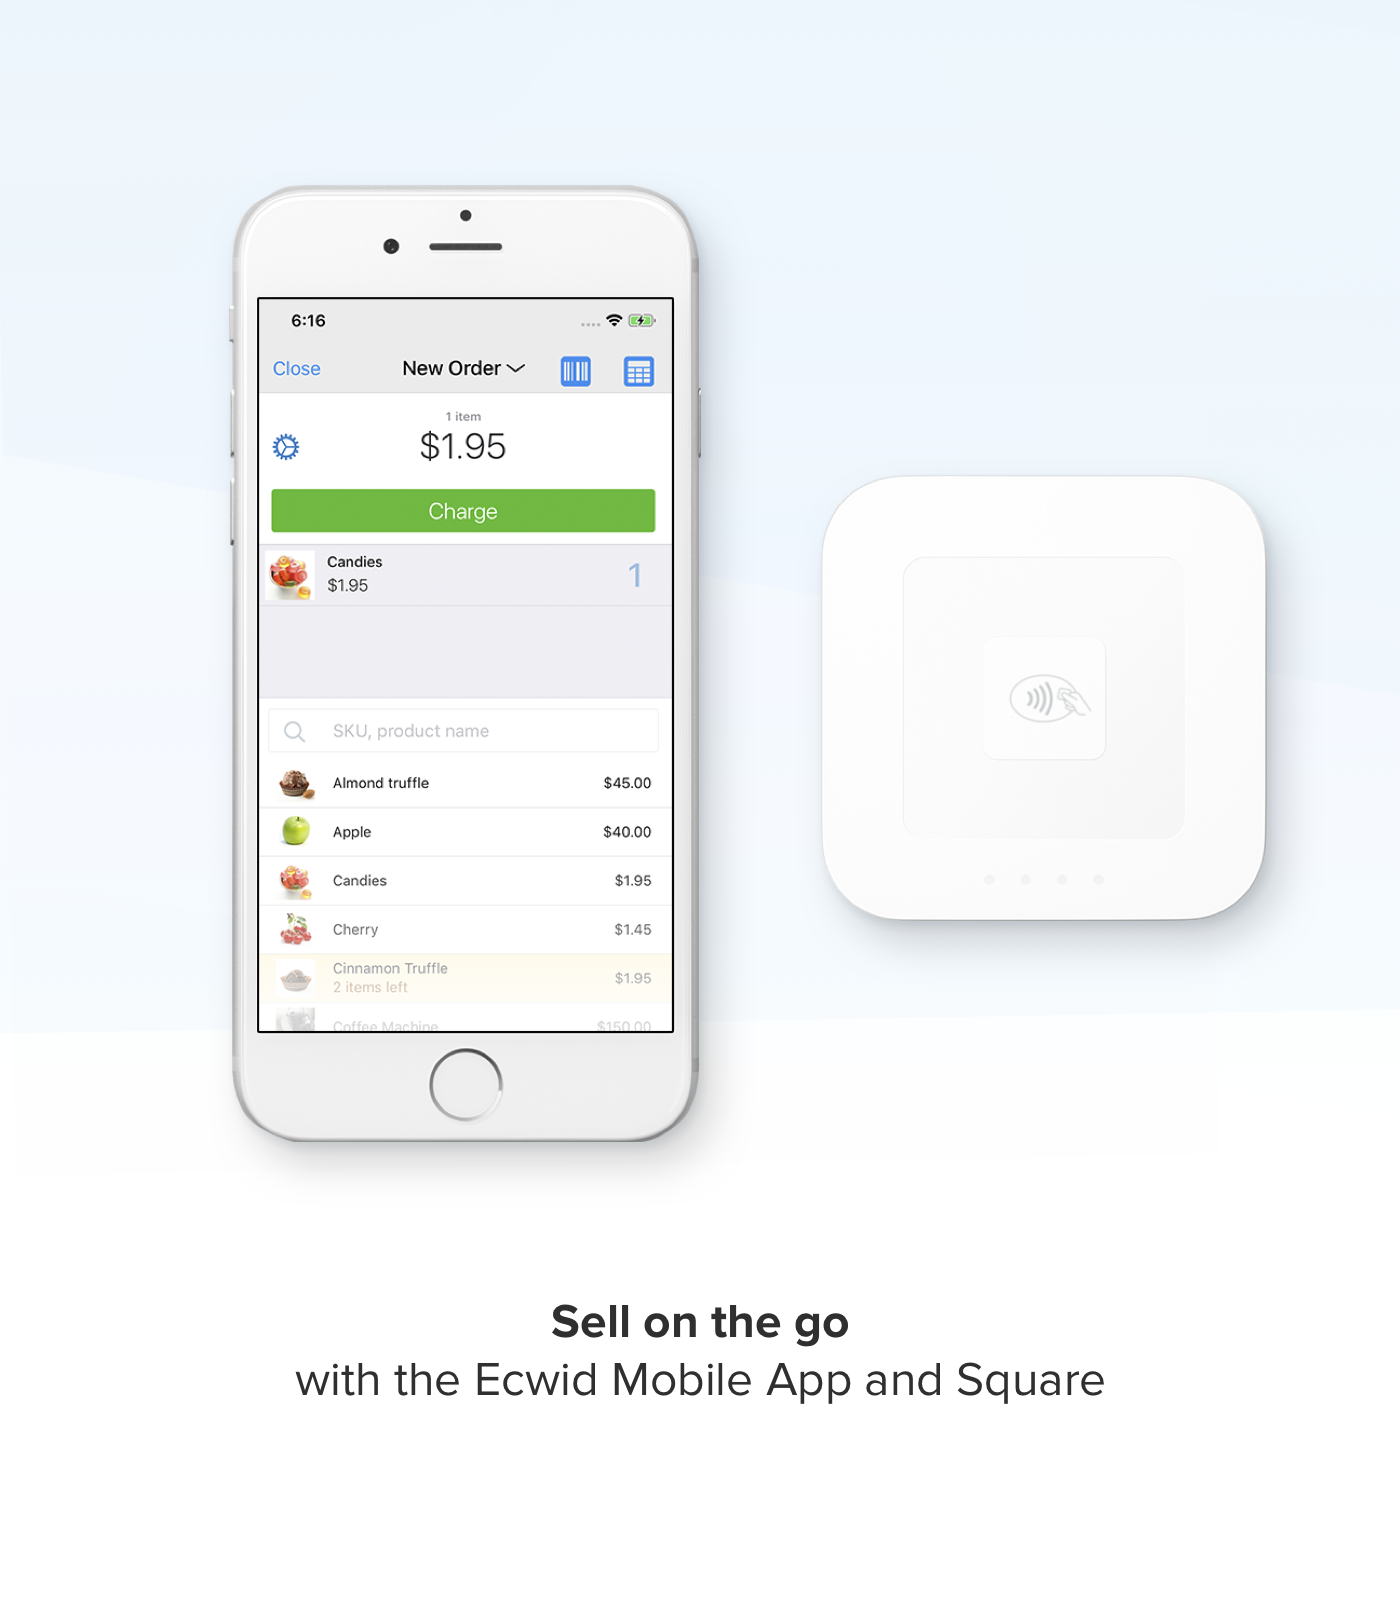 6:16
Close
New Order
1 item
$1.95
Charge
Candies
$1.95
1
SKU, product name
Almond truffle $45.00
Apple $40.00
Candies $1.95
Cherry $1.45
Cinnamon Truffle
2 items left
$1.95
Coffee Machine $150.00
Sell on the go
with the Ecwid Mobile App and Square